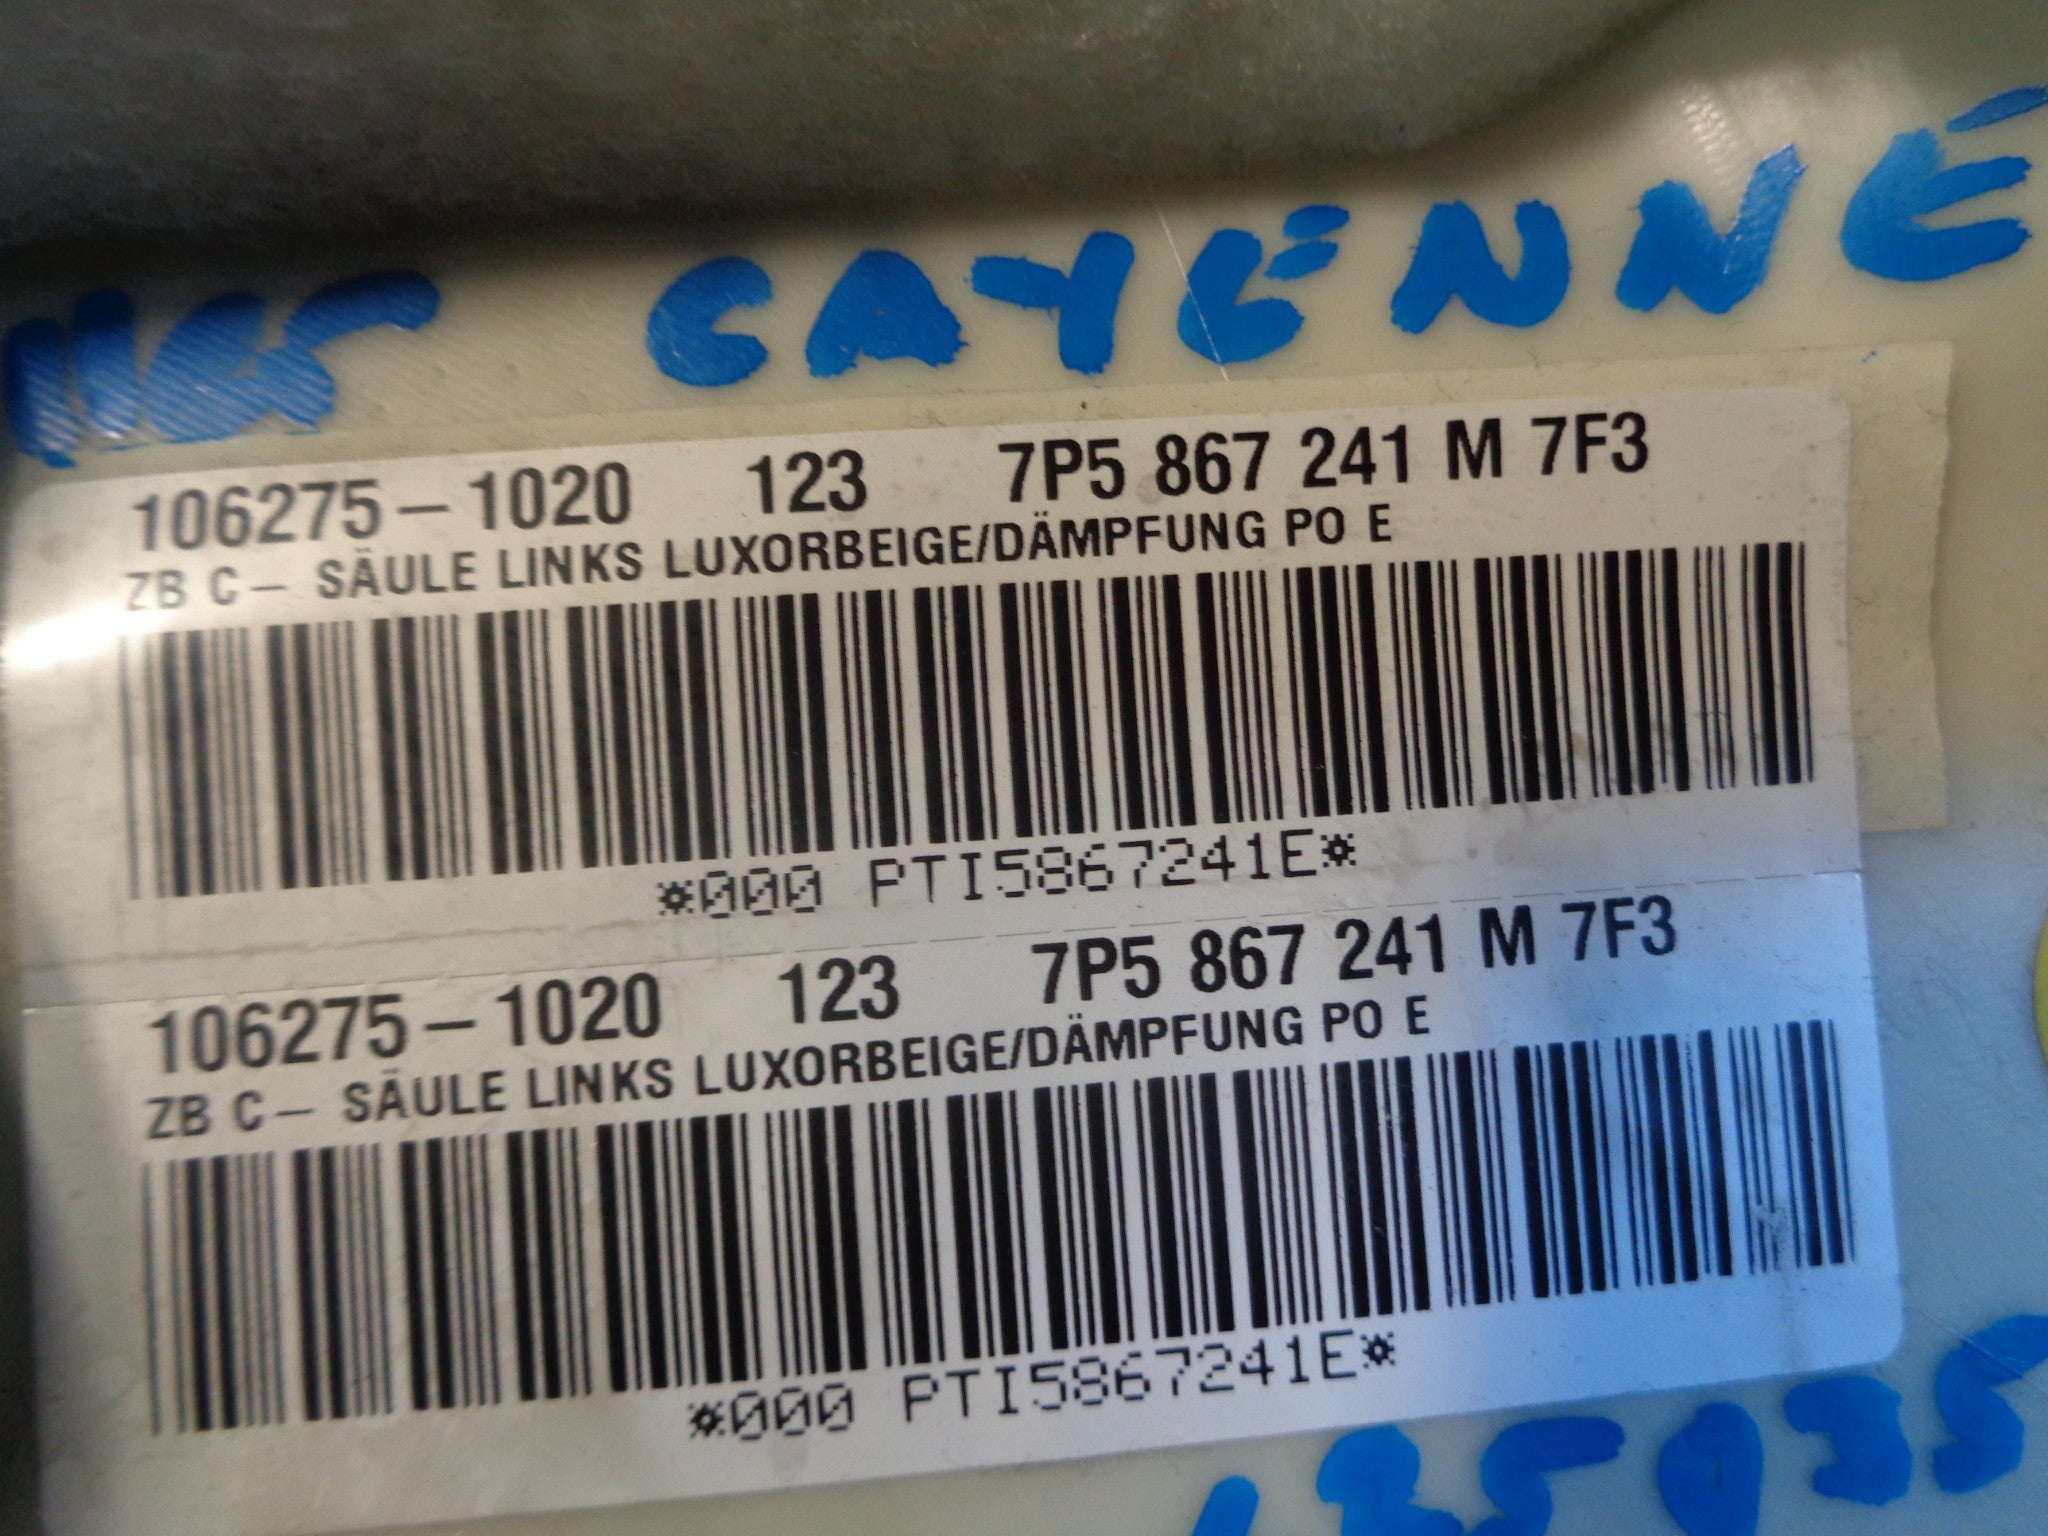 CAYENNE
106275-1020 123 7P5 867 241 M 7F3
ZB C- SÄULE LINKS LUXORBEIGE/DÄMPFUNG PO E
*000 PTI5867241E*
106275-1020 123 7P5 867 241 M 7F3
ZB C- SÄULE LINKS LUXORBEIGE/DÄMPFUNG PO E
*000 PTI5867241E*